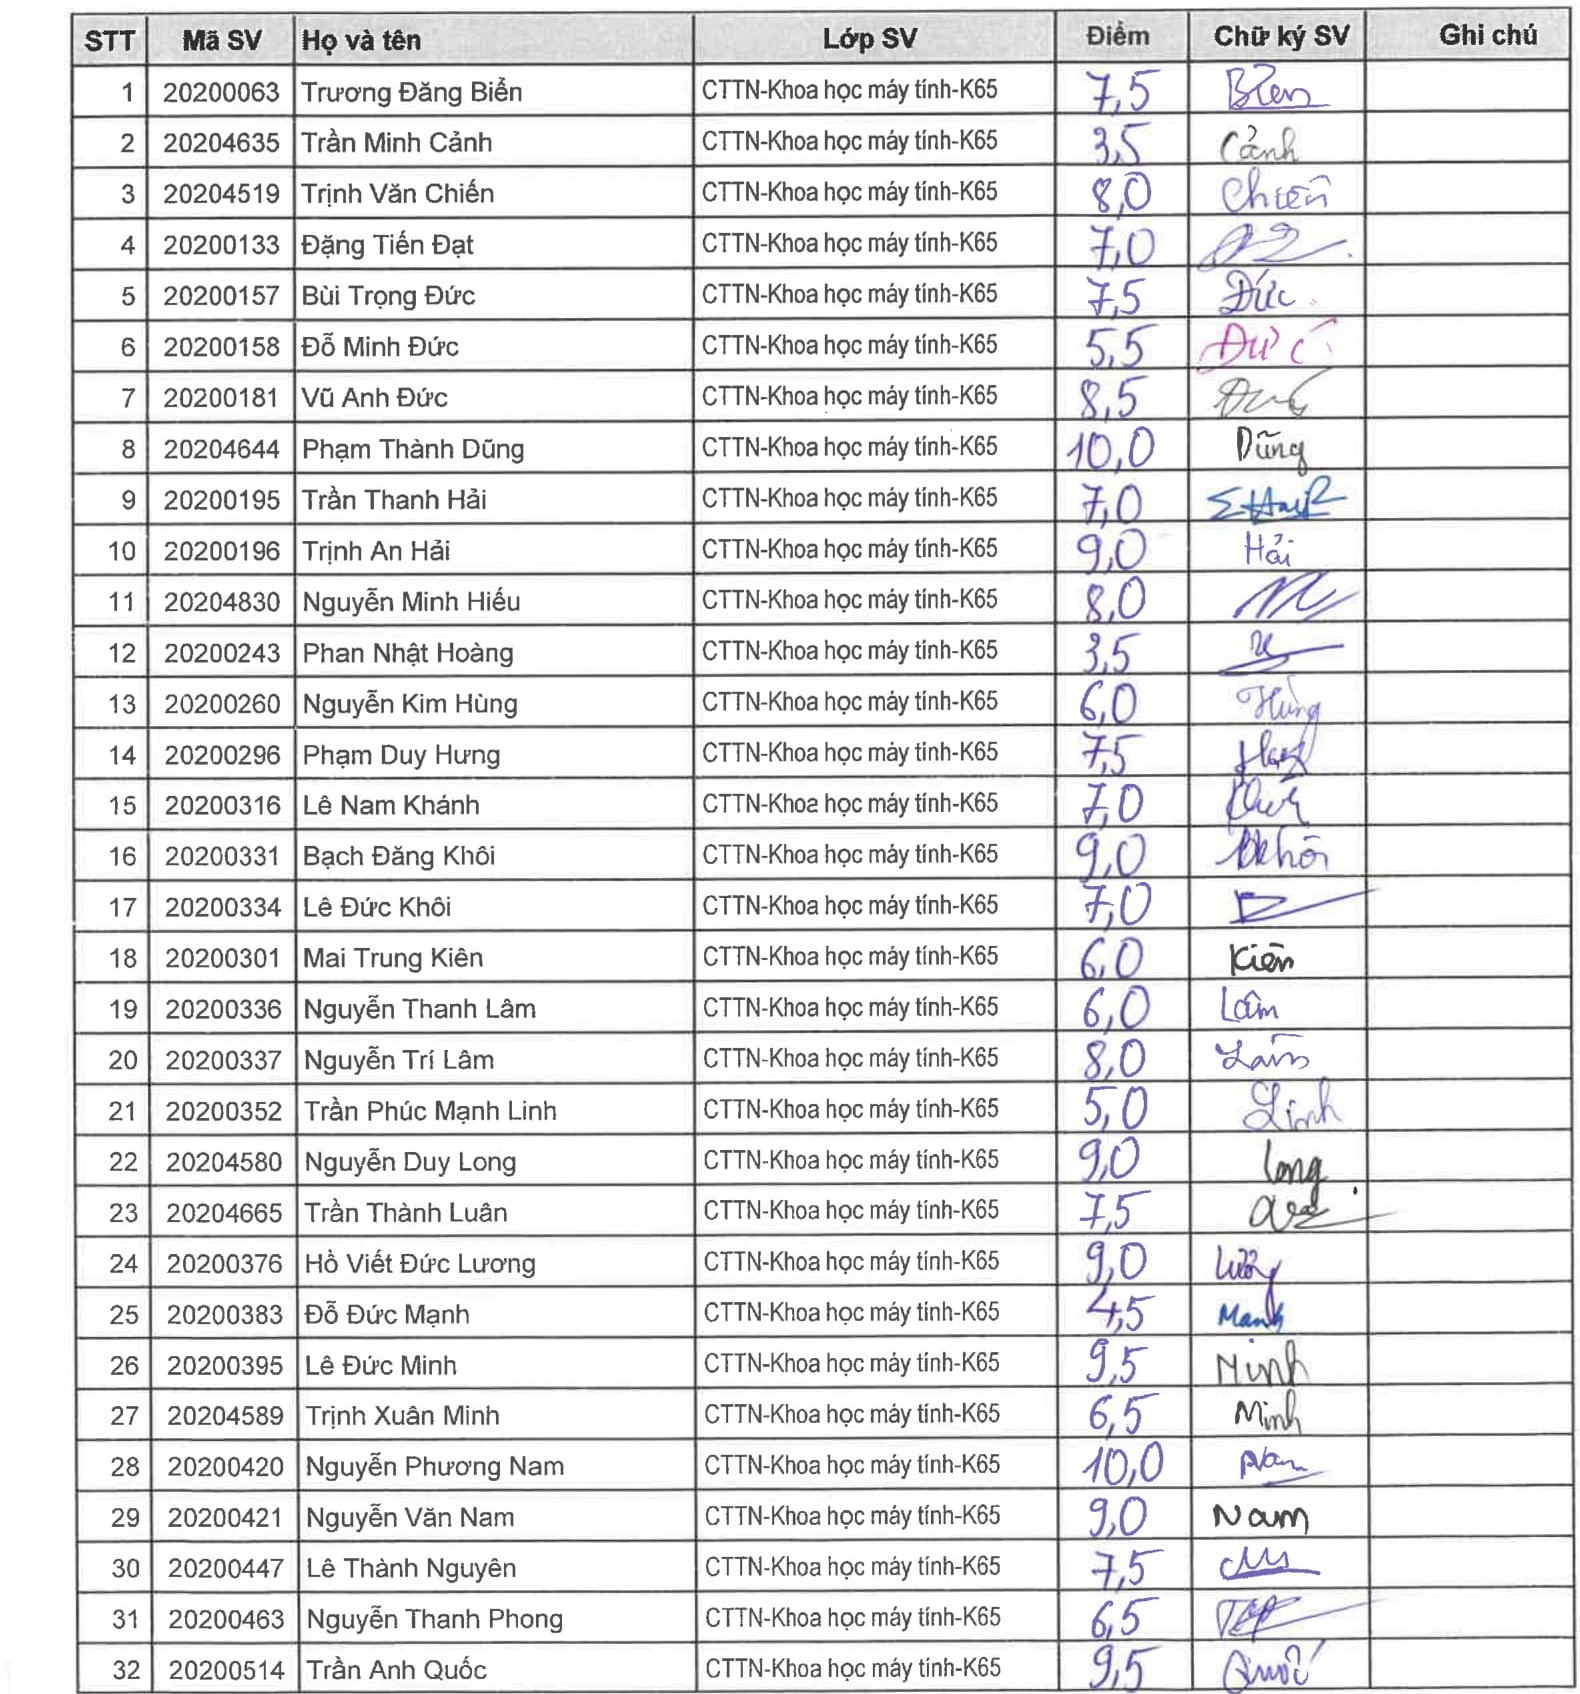 STT Mã SV Họ và tên Lớp SV Điểm Chữ ký SV Ghi chú
1 20200063 Trương Đăng Biển CTTN-Khoa học máy tính-K65 7,5 Biển
2 20204635 Trần Minh Cảnh CTTN-Khoa học máy tính-K65 3,5 Cảnh
3 20204519 Trịnh Văn Chiến CTTN-Khoa học máy tính-K65 8,0 Chiến
4 20200133 Đặng Tiến Đạt CTTN-Khoa học máy tính-K65 7,0
5 20200157 Bùi Trọng Đức CTTN-Khoa học máy tính-K65 7,5 Đức
6 20200158 Đỗ Minh Đức CTTN-Khoa học máy tính-K65 5,5 Đức
7 20200181 Vũ Anh Đức CTTN-Khoa học máy tính-K65 8,5
8 20204644 Phạm Thành Dũng CTTN-Khoa học máy tính-K65 10,0 Dũng
9 20200195 Trần Thanh Hải CTTN-Khoa học máy tính-K65 7,0
10 20200196 Trịnh An Hải CTTN-Khoa học máy tính-K65 9,0 Hải
11 20204830 Nguyễn Minh Hiếu CTTN-Khoa học máy tính-K65 8,0
12 20200243 Phan Nhật Hoàng CTTN-Khoa học máy tính-K65 3,5
13 20200260 Nguyễn Kim Hùng CTTN-Khoa học máy tính-K65 6,0 Hùng
14 20200296 Phạm Duy Hưng CTTN-Khoa học máy tính-K65 7,5
15 20200316 Lê Nam Khánh CTTN-Khoa học máy tính-K65 7,0
16 20200331 Bạch Đăng Khôi CTTN-Khoa học máy tính-K65 9,0
17 20200334 Lê Đức Khôi CTTN-Khoa học máy tính-K65 7,0
18 20200301 Mai Trung Kiên CTTN-Khoa học máy tính-K65 6,0 Kiên
19 20200336 Nguyễn Thanh Lâm CTTN-Khoa học máy tính-K65 6,0 Lâm
20 20200337 Nguyễn Trí Lâm CTTN-Khoa học máy tính-K65 8,0 Lâm
21 20200352 Trần Phúc Mạnh Linh CTTN-Khoa học máy tính-K65 5,0 Linh
22 20204580 Nguyễn Duy Long CTTN-Khoa học máy tính-K65 9,0 Long
23 20204665 Trần Thành Luân CTTN-Khoa học máy tính-K65 7,5
24 20200376 Hồ Viết Đức Lương CTTN-Khoa học máy tính-K65 9,0 Lương
25 20200383 Đỗ Đức Mạnh CTTN-Khoa học máy tính-K65 4,5 Mạnh
26 20200395 Lê Đức Minh CTTN-Khoa học máy tính-K65 9,5 Minh
27 20204589 Trịnh Xuân Minh CTTN-Khoa học máy tính-K65 6,5 Minh
28 20200420 Nguyễn Phương Nam CTTN-Khoa học máy tính-K65 10,0 Nam
29 20200421 Nguyễn Văn Nam CTTN-Khoa học máy tính-K65 9,0 Nam
30 20200447 Lê Thành Nguyên CTTN-Khoa học máy tính-K65 7,5
31 20200463 Nguyễn Thanh Phong CTTN-Khoa học máy tính-K65 6,5
32 20200514 Trần Anh Quốc CTTN-Khoa học máy tính-K65 9,5 Quốc